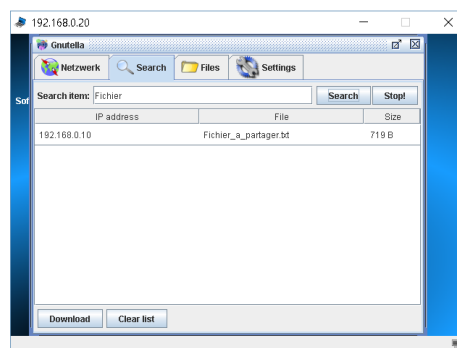 192.168.0.20
Gnutella
Netzwerk Search Files Settings
Sof
Search item: Fichier Search Stop!
IP address File Size
192.168.0.10 Fichier_a_partager.txt 719 B
Download Clear list